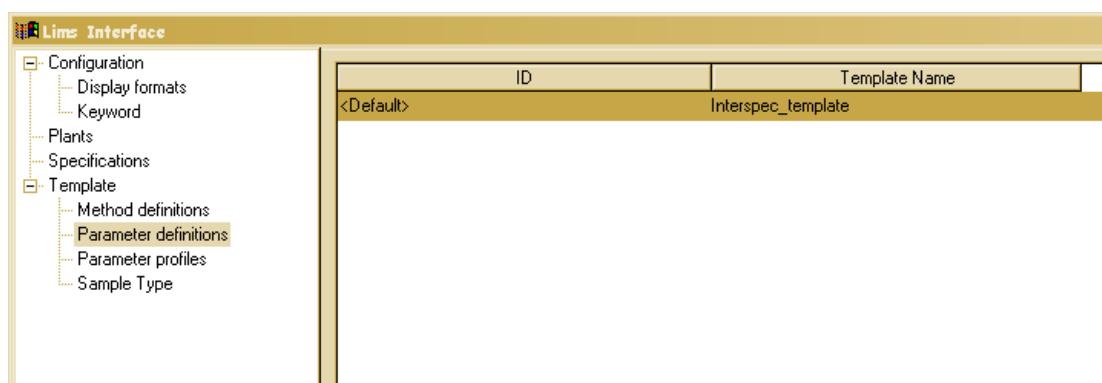 Lims Interface
Configuration
Display formats
Keyword
Plants
Specifications
Template
Method definitions
Parameter definitions
Parameter profiles
Sample Type
ID Template Name
<Default> Interspec_template